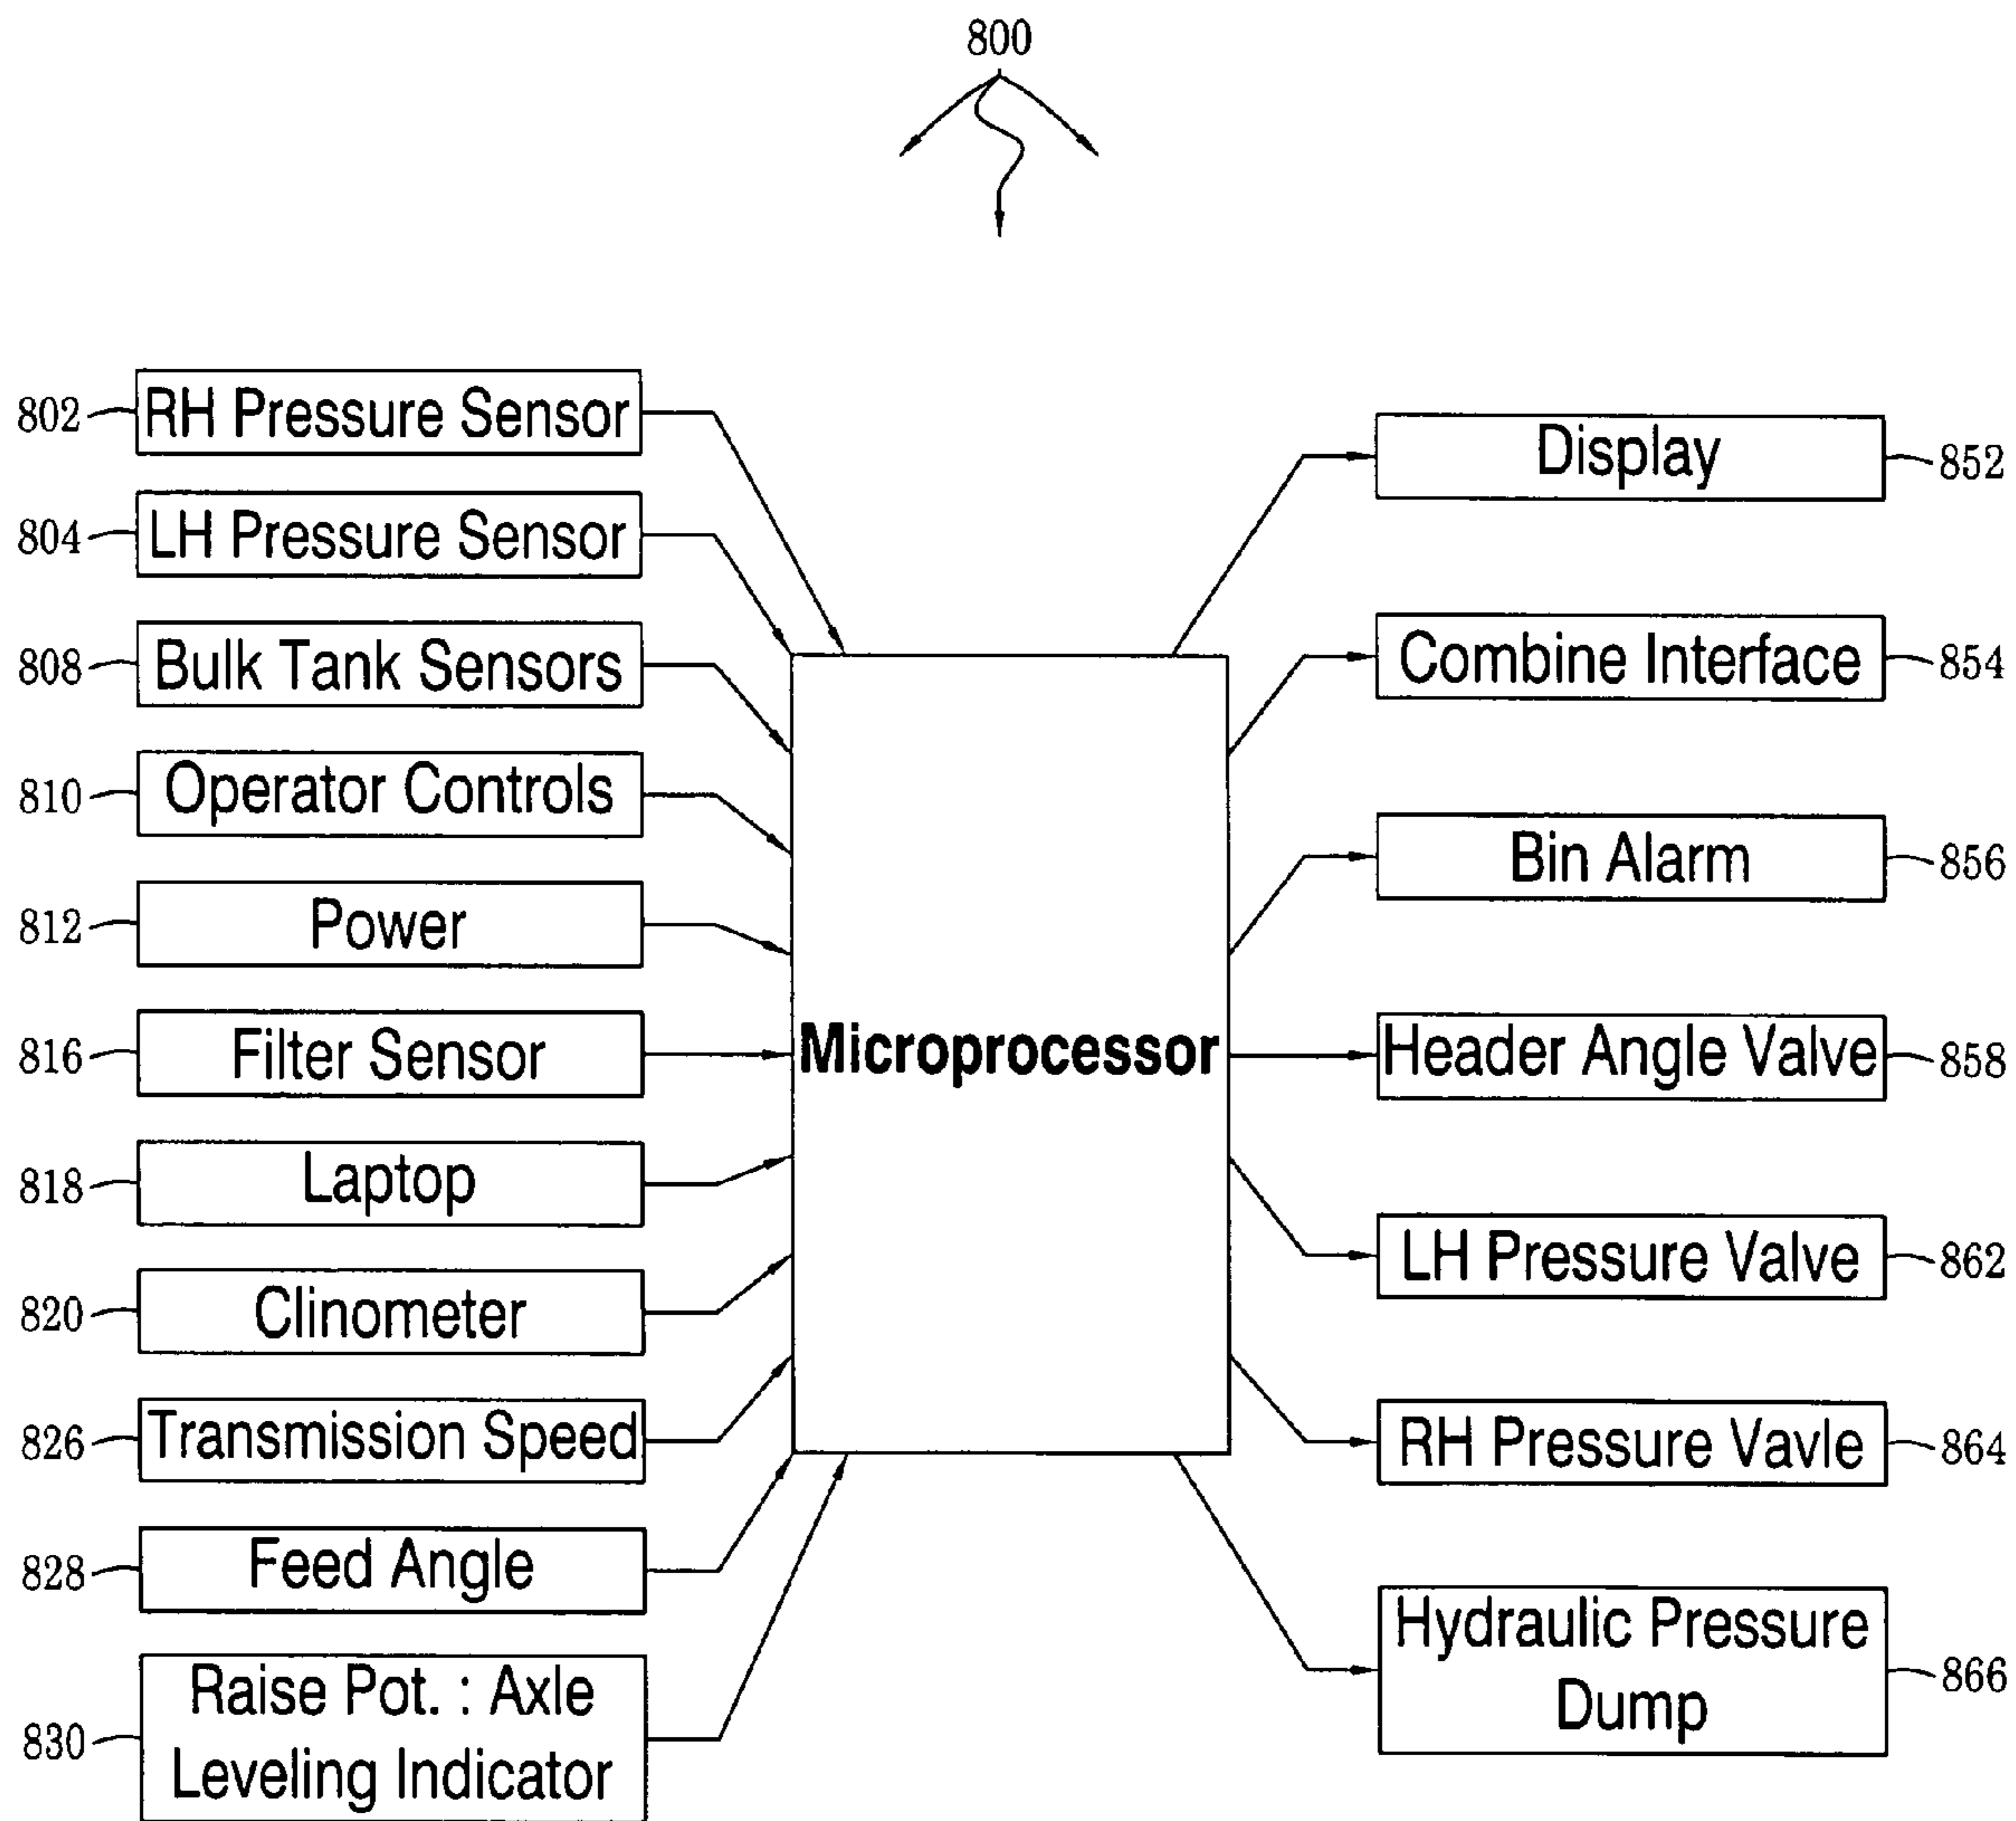 800
802
RH Pressure Sensor
804
LH Pressure Sensor
808
Bulk Tank Sensors
810
Operator Controls
812
Power
816
Filter Sensor
818
Laptop
820
Clinometer
826
Transmission Speed
828
Feed Angle
830
Raise Pot. : Axle
Leveling Indicator
Microprocessor
Display
852
Combine Interface
854
Bin Alarm
856
Header Angle Valve
858
LH Pressure Valve
862
RH Pressure Vavle
864
Hydraulic Pressure
Dump
866